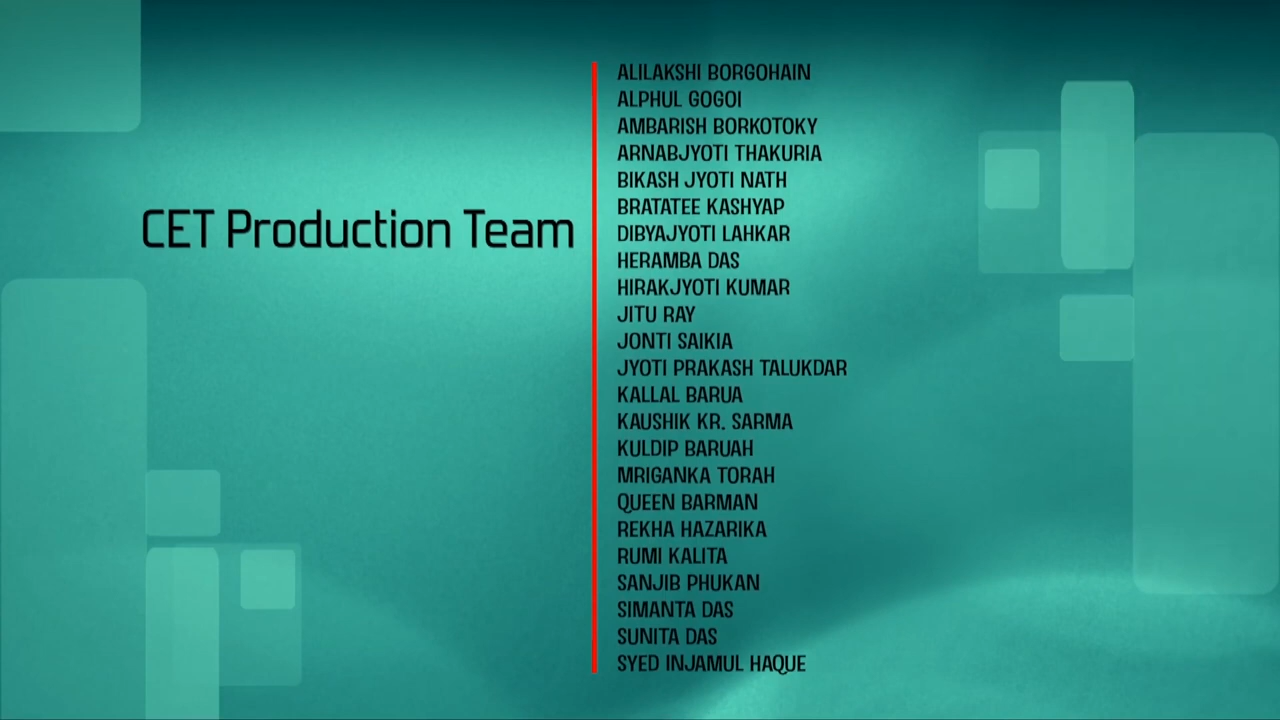 CET Production Team
ALILAKSHI BORGOHAIN
ALPHUL GOGOI
AMBARISH BORKOTOKY
ARNABJYOTI THAKURIA
BIKASH JYOTI NATH
BRATATEE KASHYAP
DIBYAJYOTI LAHKAR
HERAMBA DAS
HIRAKJYOTI KUMAR
JITU RAY
JONTI SAIKIA
JYOTI PRAKASH TALUKDAR
KALLAL BARUA
KAUSHIK KR. SARMA
KULDIP BARUAH
MRIGANKA TORAH
QUEEN BARMAN
REKHA HAZARIKA
RUMI KALITA
SANJIB PHUKAN
SIMANTA DAS
SUNITA DAS
SYED INJAMUL HAQUE